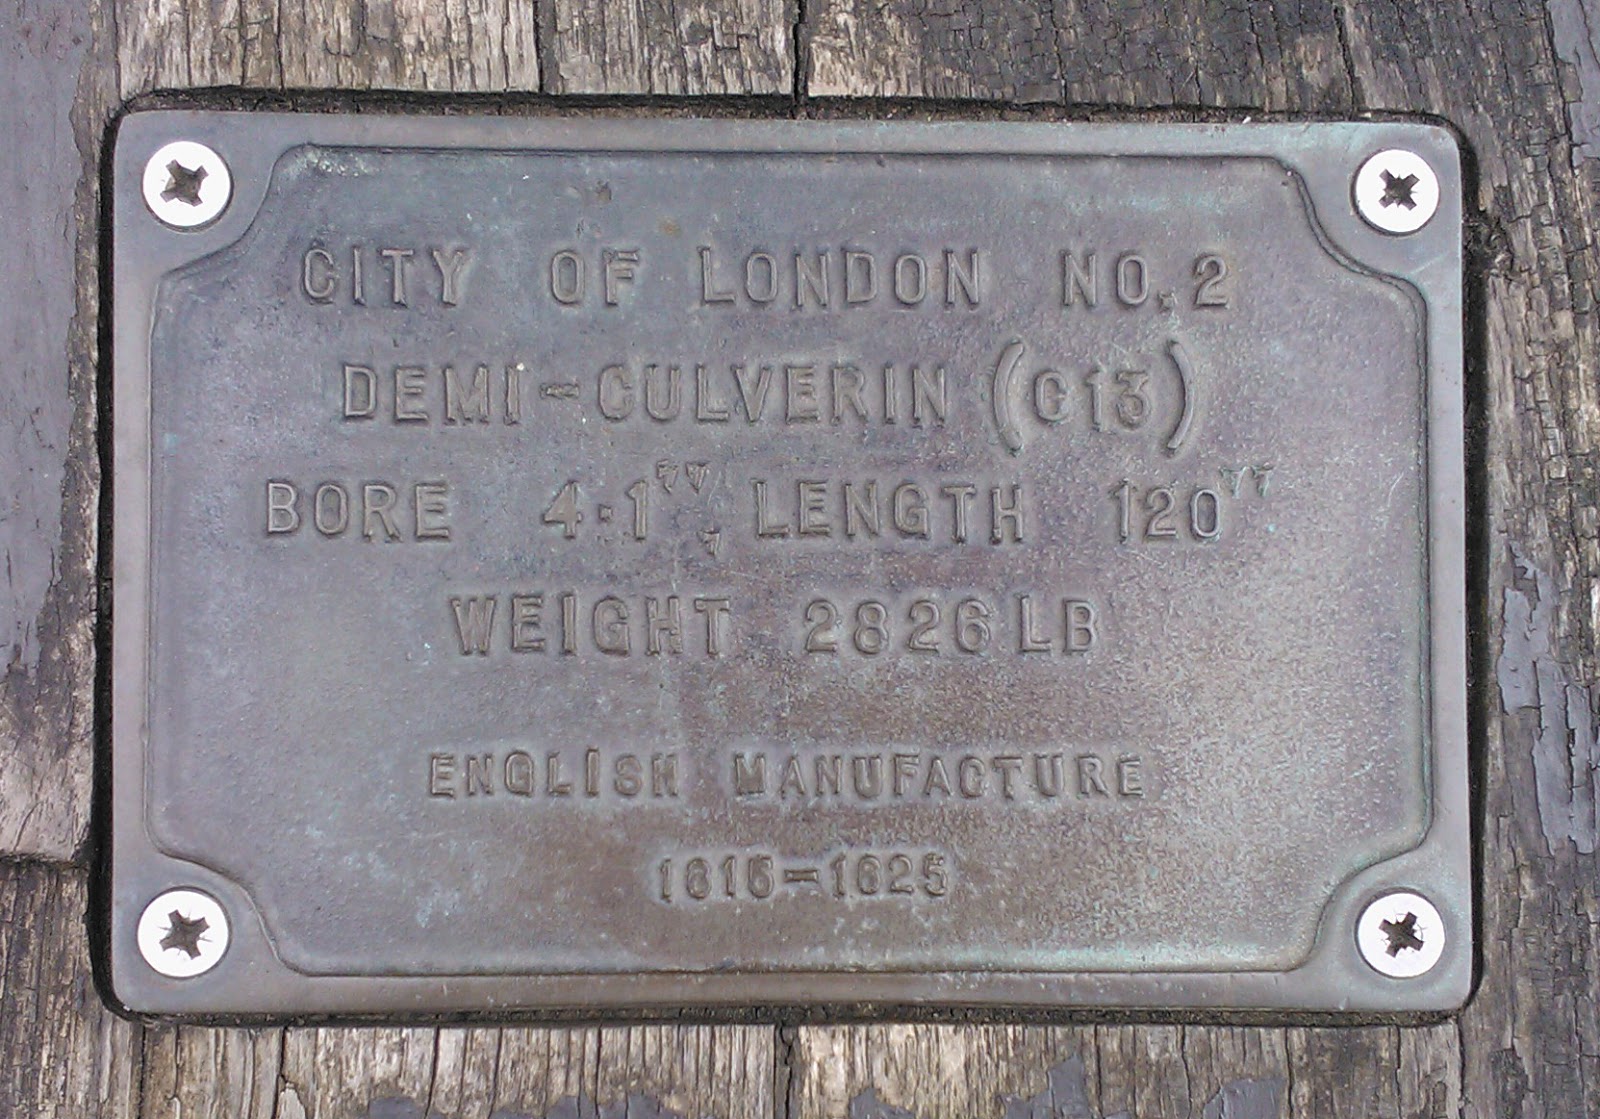 CITY OF LONDON NO.2
DEMI-CULVERIN (C13)
BORE 4·1", LENGTH 120"
WEIGHT 2826 LB
ENGLISH MANUFACTURE
1615-1625